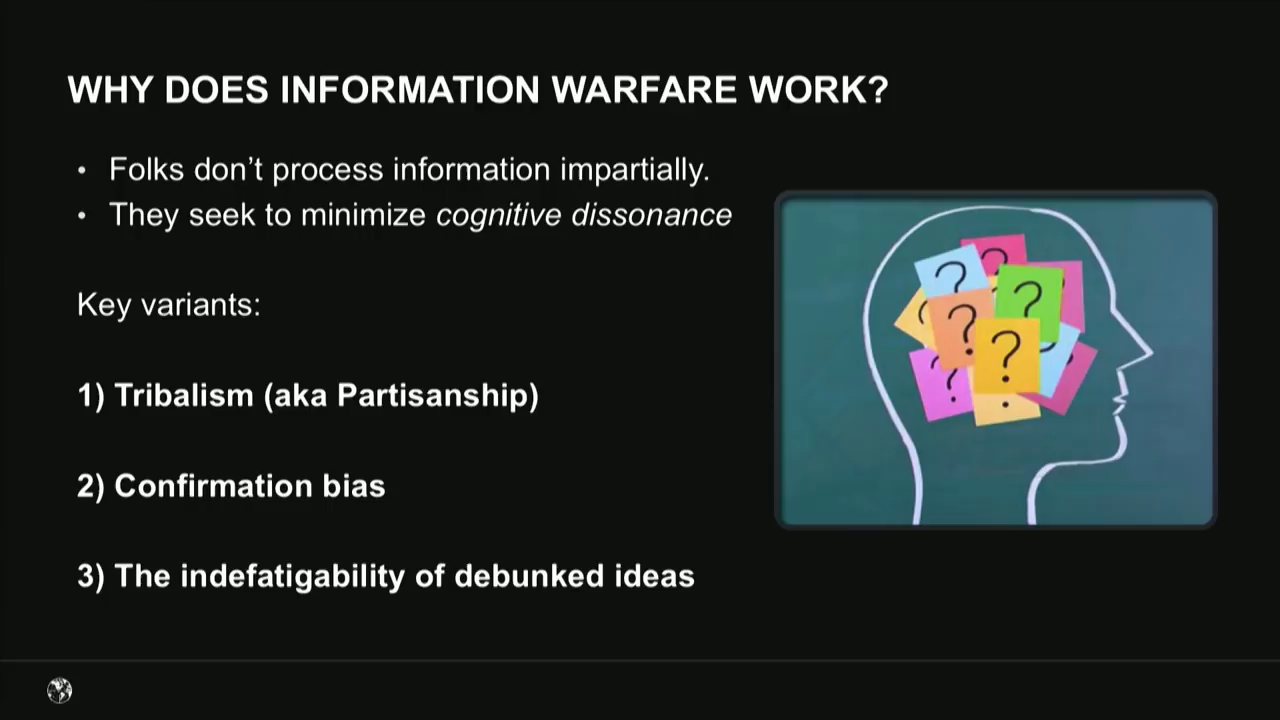 WHY DOES INFORMATION WARFARE WORK?
• Folks don’t process information impartially.
• They seek to minimize cognitive dissonance
Key variants:
1) Tribalism (aka Partisanship)
2) Confirmation bias
3) The indefatigability of debunked ideas
?
?
?
?
?
?
?